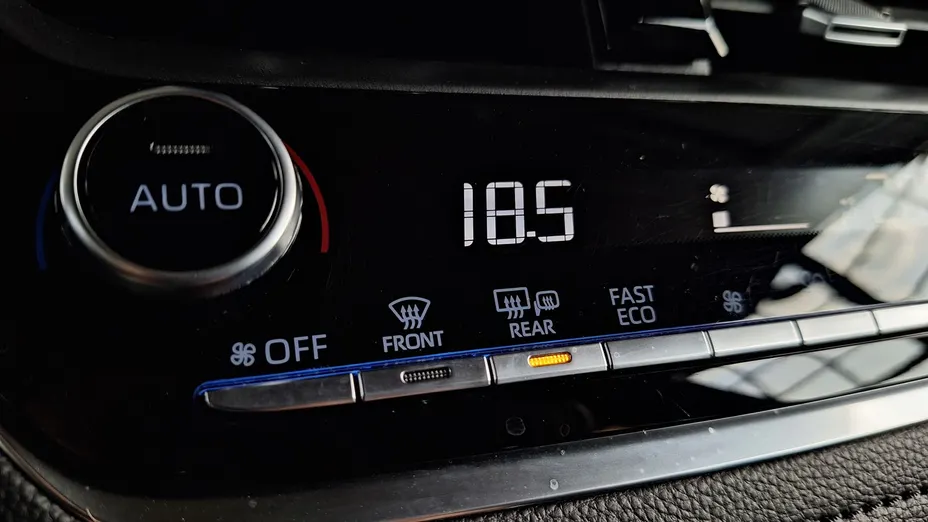 AUTO
18.5
OFF
FRONT
REAR
FAST
ECO